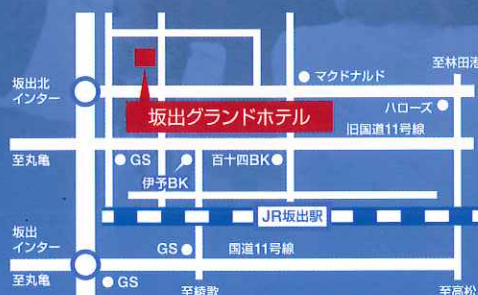 至林田港
マクドナルド
坂出北
インター
ハローズ
坂出グランドホテル
旧国道11号線
至丸亀
GS
百十四BK
伊予BK
JR坂出駅
坂出
インター
GS
国道11号線
至丸亀
GS
至綾歌
至高松